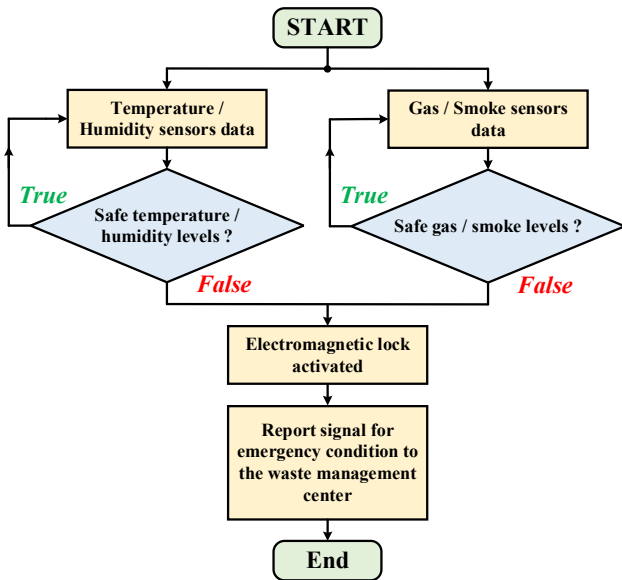 START
Temperature /
Humidity sensors data
Gas / Smoke sensors
data
True
Safe temperature /
humidity levels ?
False
True
Safe gas / smoke levels ?
False
Electromagnetic lock
activated
Report signal for
emergency condition to
the waste management
center
End